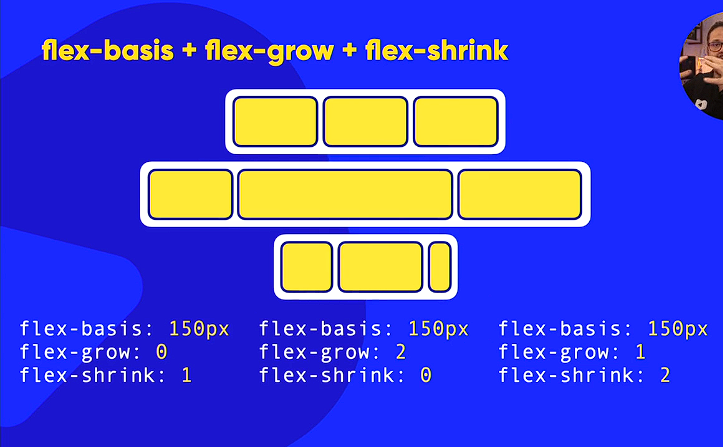 flex-basis + flex-grow + flex-shrink
flex-basis: 150px
flex-grow: 0
flex-shrink: 1
flex-basis: 150px
flex-grow: 2
flex-shrink: 0
flex-basis: 150px
flex-grow: 1
flex-shrink: 2